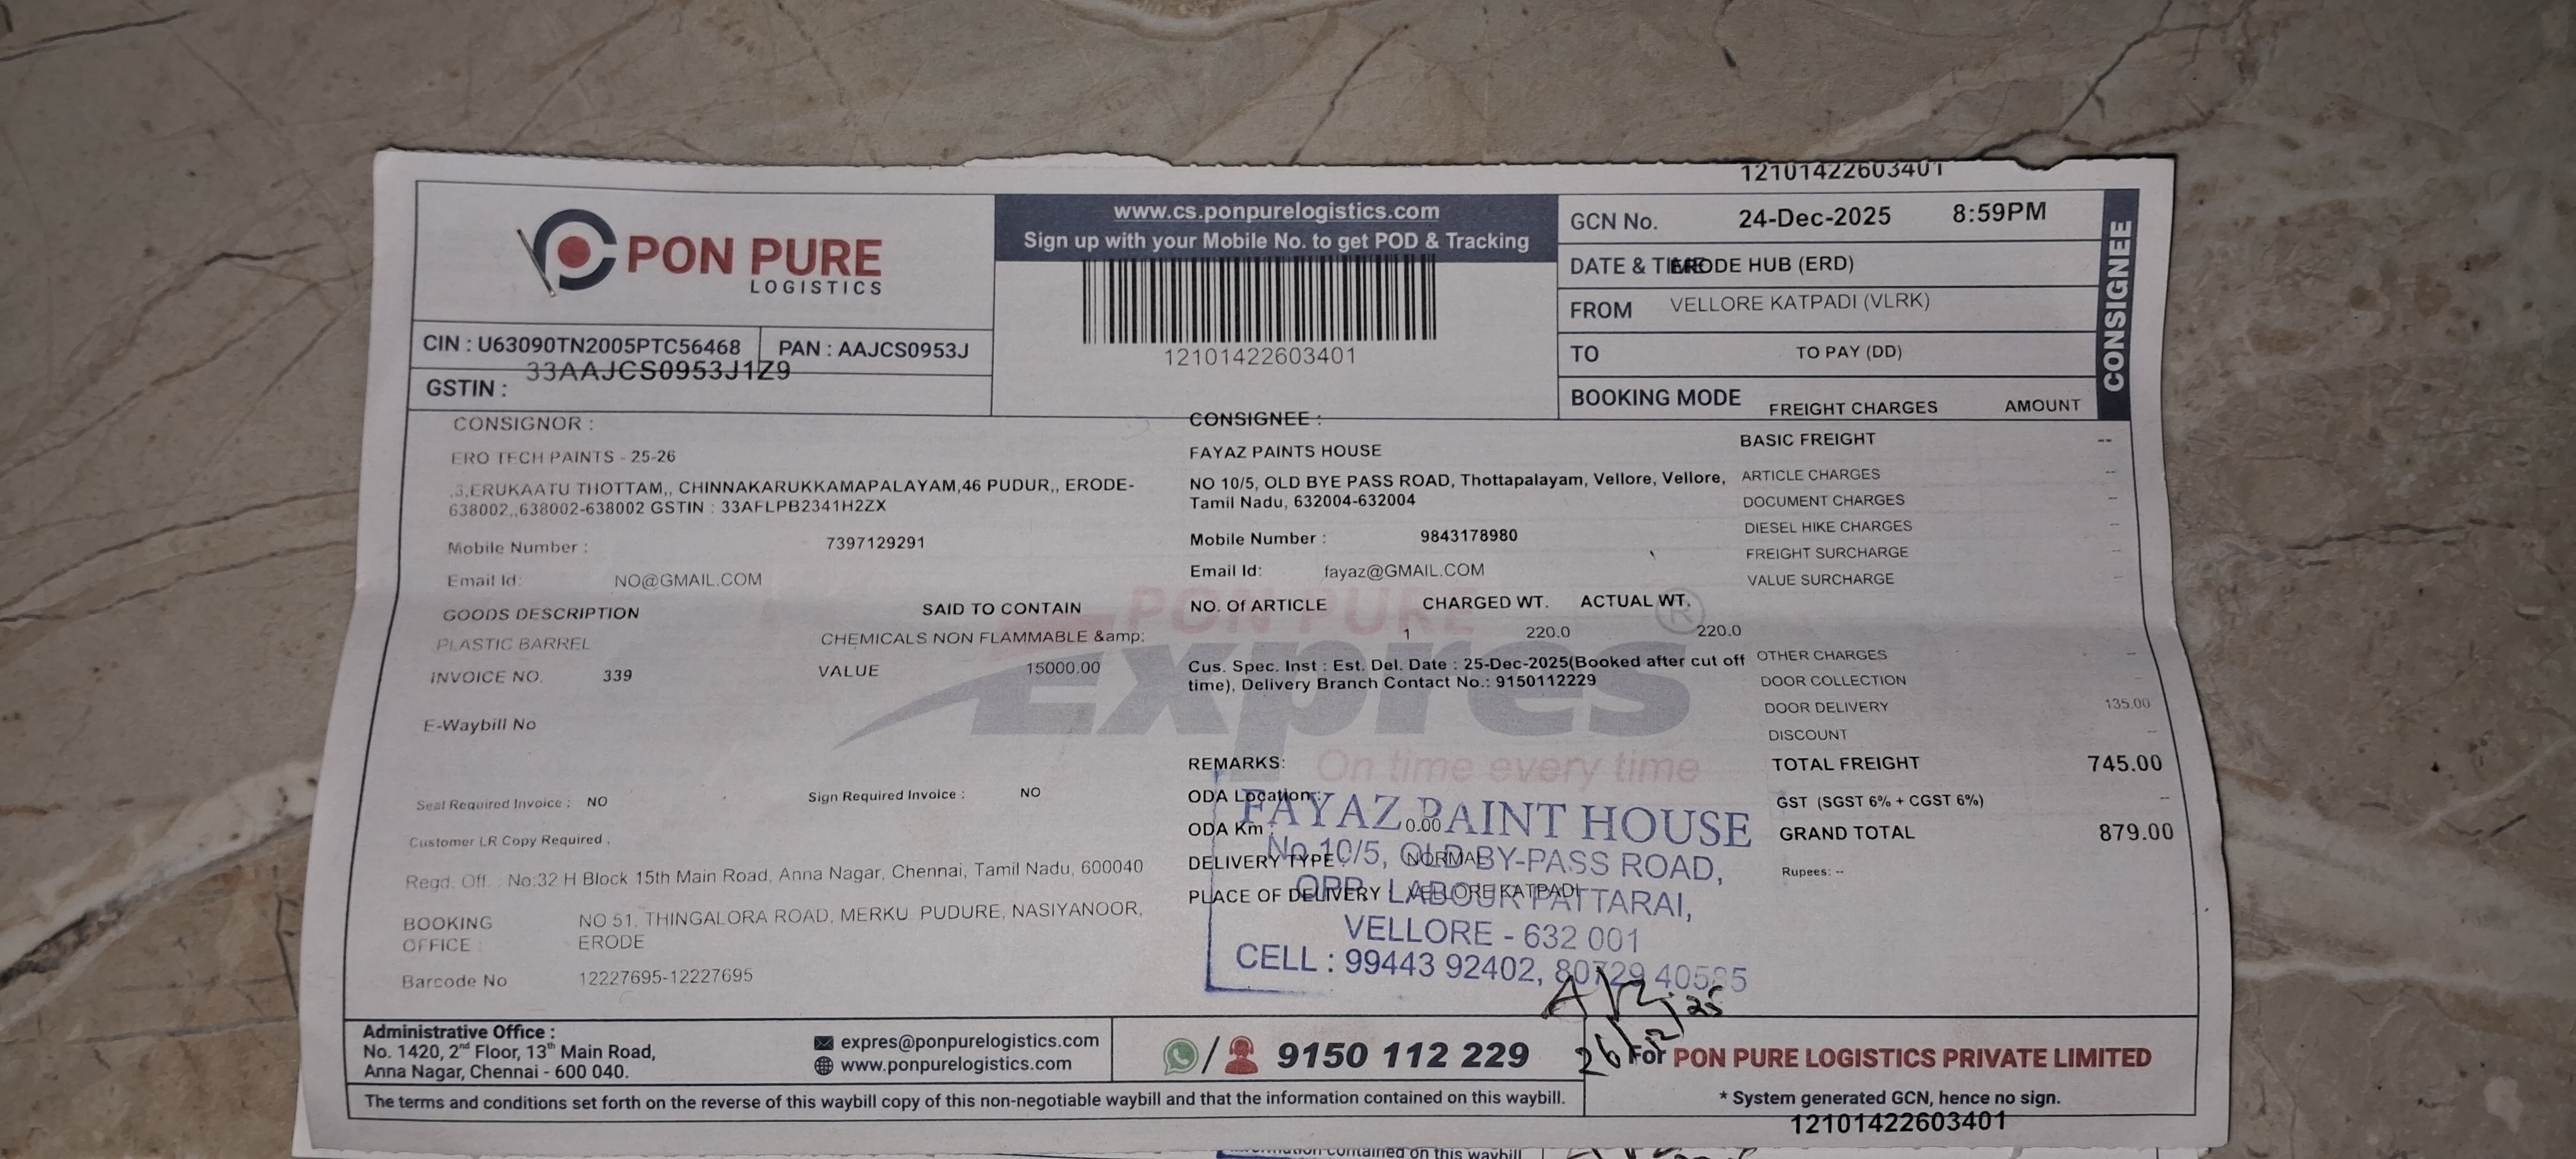 12101422603401
PON PURE
LOGISTICS
www.cs.ponpurelogistics.com
Sign up with your Mobile No. to get POD & Tracking
12101422603401
GCN No. 24-Dec-2025 8:59PM
DATE & TIME ERODE HUB (ERD)
FROM VELLORE KATPADI (VLRK)
TO TO PAY (DD)
BOOKING MODE
CONSIGNEE
CIN : U63090TN2005PTC56468 PAN : AAJCS0953J
GSTIN : 33AAJCS0953J1Z9
CONSIGNOR :
ERO TECH PAINTS - 25-26
.3,ERUKAATU THOTTAM,, CHINNAKARUKKAMAPALAYAM,46 PUDUR,, ERODE-
638002,,638002-638002 GSTIN : 33AFLPB2341H2ZX
Mobile Number : 7397129291
Email Id: NO@GMAIL.COM
GOODS DESCRIPTION SAID TO CONTAIN
PLASTIC BARREL CHEMICALS NON FLAMMABLE &amp:
INVOICE NO. 339 VALUE 15000.00
E-Waybill No
Seal Required Invoice : NO Sign Required Invoice : NO
Customer LR Copy Required .
Regd. Off. . No:32 H Block 15th Main Road, Anna Nagar, Chennai, Tamil Nadu, 600040
BOOKING OFFICE : NO 51, THINGALORA ROAD, MERKU PUDURE, NASIYANOOR,
ERODE
Barcode No 12227695-12227695
CONSIGNEE :
FAYAZ PAINTS HOUSE
NO 10/5, OLD BYE PASS ROAD, Thottapalayam, Vellore, Vellore,
Tamil Nadu, 632004-632004
Mobile Number : 9843178980
Email Id: fayaz@GMAIL.COM
NO. Of ARTICLE CHARGED WT. ACTUAL WT.
1 220.0 220.0
Cus. Spec. Inst : Est. Del. Date : 25-Dec-2025(Booked after cut off
time), Delivery Branch Contact No.: 9150112229
PON PURE
Expres ®
On time every time
REMARKS:
ODA Location :
ODA Km : 0.00
DELIVERY TYPE : NORMAL
PLACE OF DELIVERY : VELLORE KATPADI
FAYAZ PAINT HOUSE
No.10/5, OLD BY-PASS ROAD,
OPP. LABOUR PATTARAI,
VELLORE - 632 001
CELL : 99443 92402, 80729 40585
FREIGHT CHARGES AMOUNT
BASIC FREIGHT --
ARTICLE CHARGES --
DOCUMENT CHARGES --
DIESEL HIKE CHARGES --
FREIGHT SURCHARGE --
VALUE SURCHARGE --
OTHER CHARGES --
DOOR COLLECTION --
DOOR DELIVERY 135.00
DISCOUNT --
TOTAL FREIGHT 745.00
GST (SGST 6% + CGST 6%) --
GRAND TOTAL 879.00
Rupees: --
26/12/25
Administrative Office :
No. 1420, 2nd Floor, 13th Main Road,
Anna Nagar, Chennai - 600 040.
expres@ponpurelogistics.com
www.ponpurelogistics.com
/ 9150 112 229
For PON PURE LOGISTICS PRIVATE LIMITED
* System generated GCN, hence no sign.
The terms and conditions set forth on the reverse of this waybill copy of this non-negotiable waybill and that the information contained on this waybill.
12101422603401
contained on this waybill